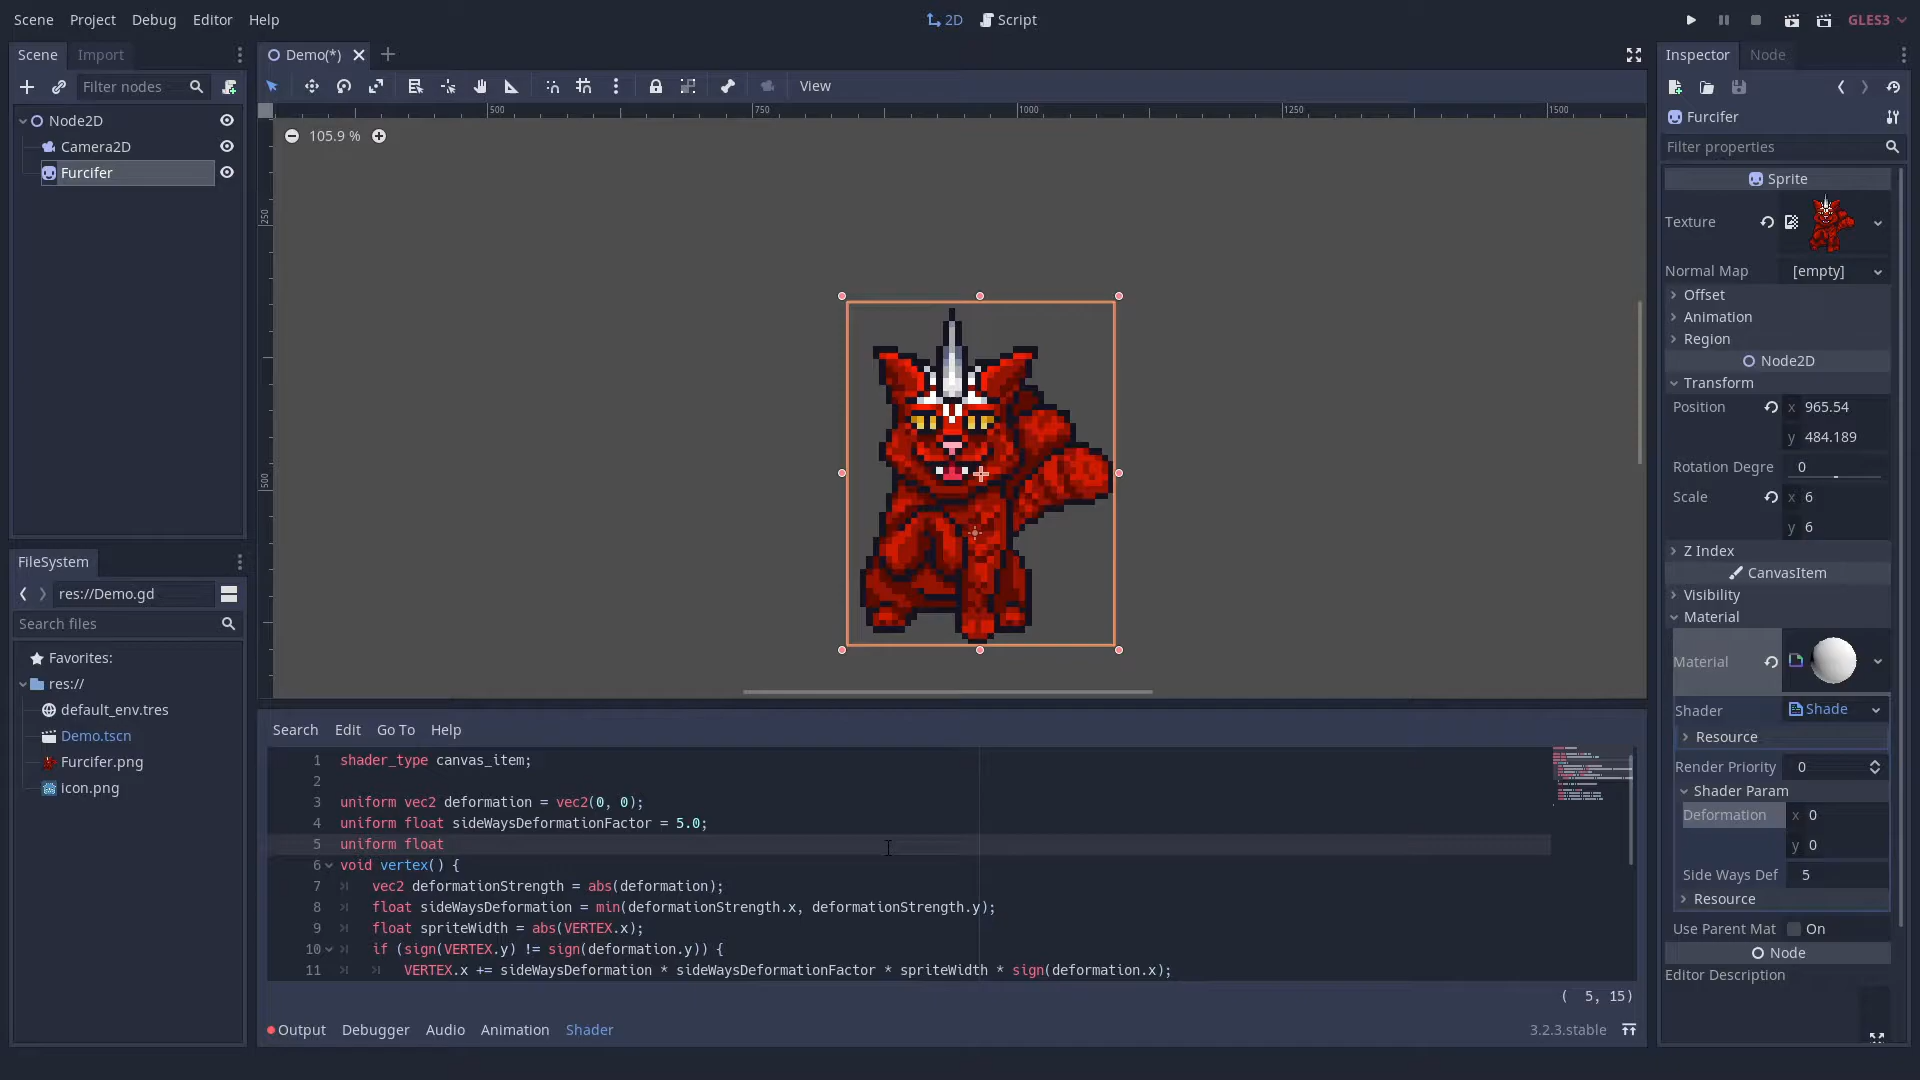 Scene Project Debug Editor Help
2D Script
GLES3
Scene Import
Filter nodes
Node2D
Camera2D
Furcifer
FileSystem
res://Demo.gd
Search files
Favorites:
res://
default_env.tres
Demo.tscn
Furcifer.png
icon.png
Demo(*)
View
500 750 1000 1250 1500
250
500
105.9 %
Search Edit Go To Help
1 shader_type canvas_item;
2
3 uniform vec2 deformation = vec2(0, 0);
4 uniform float sideWaysDeformationFactor = 5.0;
5 uniform float
6 void vertex() {
7 vec2 deformationStrength = abs(deformation);
8 float sideWaysDeformation = min(deformationStrength.x, deformationStrength.y);
9 float spriteWidth = abs(VERTEX.x);
10 if (sign(VERTEX.y) != sign(deformation.y)) {
11 VERTEX.x += sideWaysDeformation * sideWaysDeformationFactor * spriteWidth * sign(deformation.x);
( 5, 15)
Output Debugger Audio Animation Shader
3.2.3.stable
Inspector Node
Furcifer
Filter properties
Sprite
Texture
Normal Map [empty]
Offset
Animation
Region
Node2D
Transform
Position x 965.54
y 484.189
Rotation Degre 0
Scale x 6
y 6
Z Index
CanvasItem
Visibility
Material
Material
Shader Shade
Resource
Render Priority 0
Shader Param
Deformation x 0
y 0
Side Ways Def 5
Resource
Use Parent Mat On
Node
Editor Description